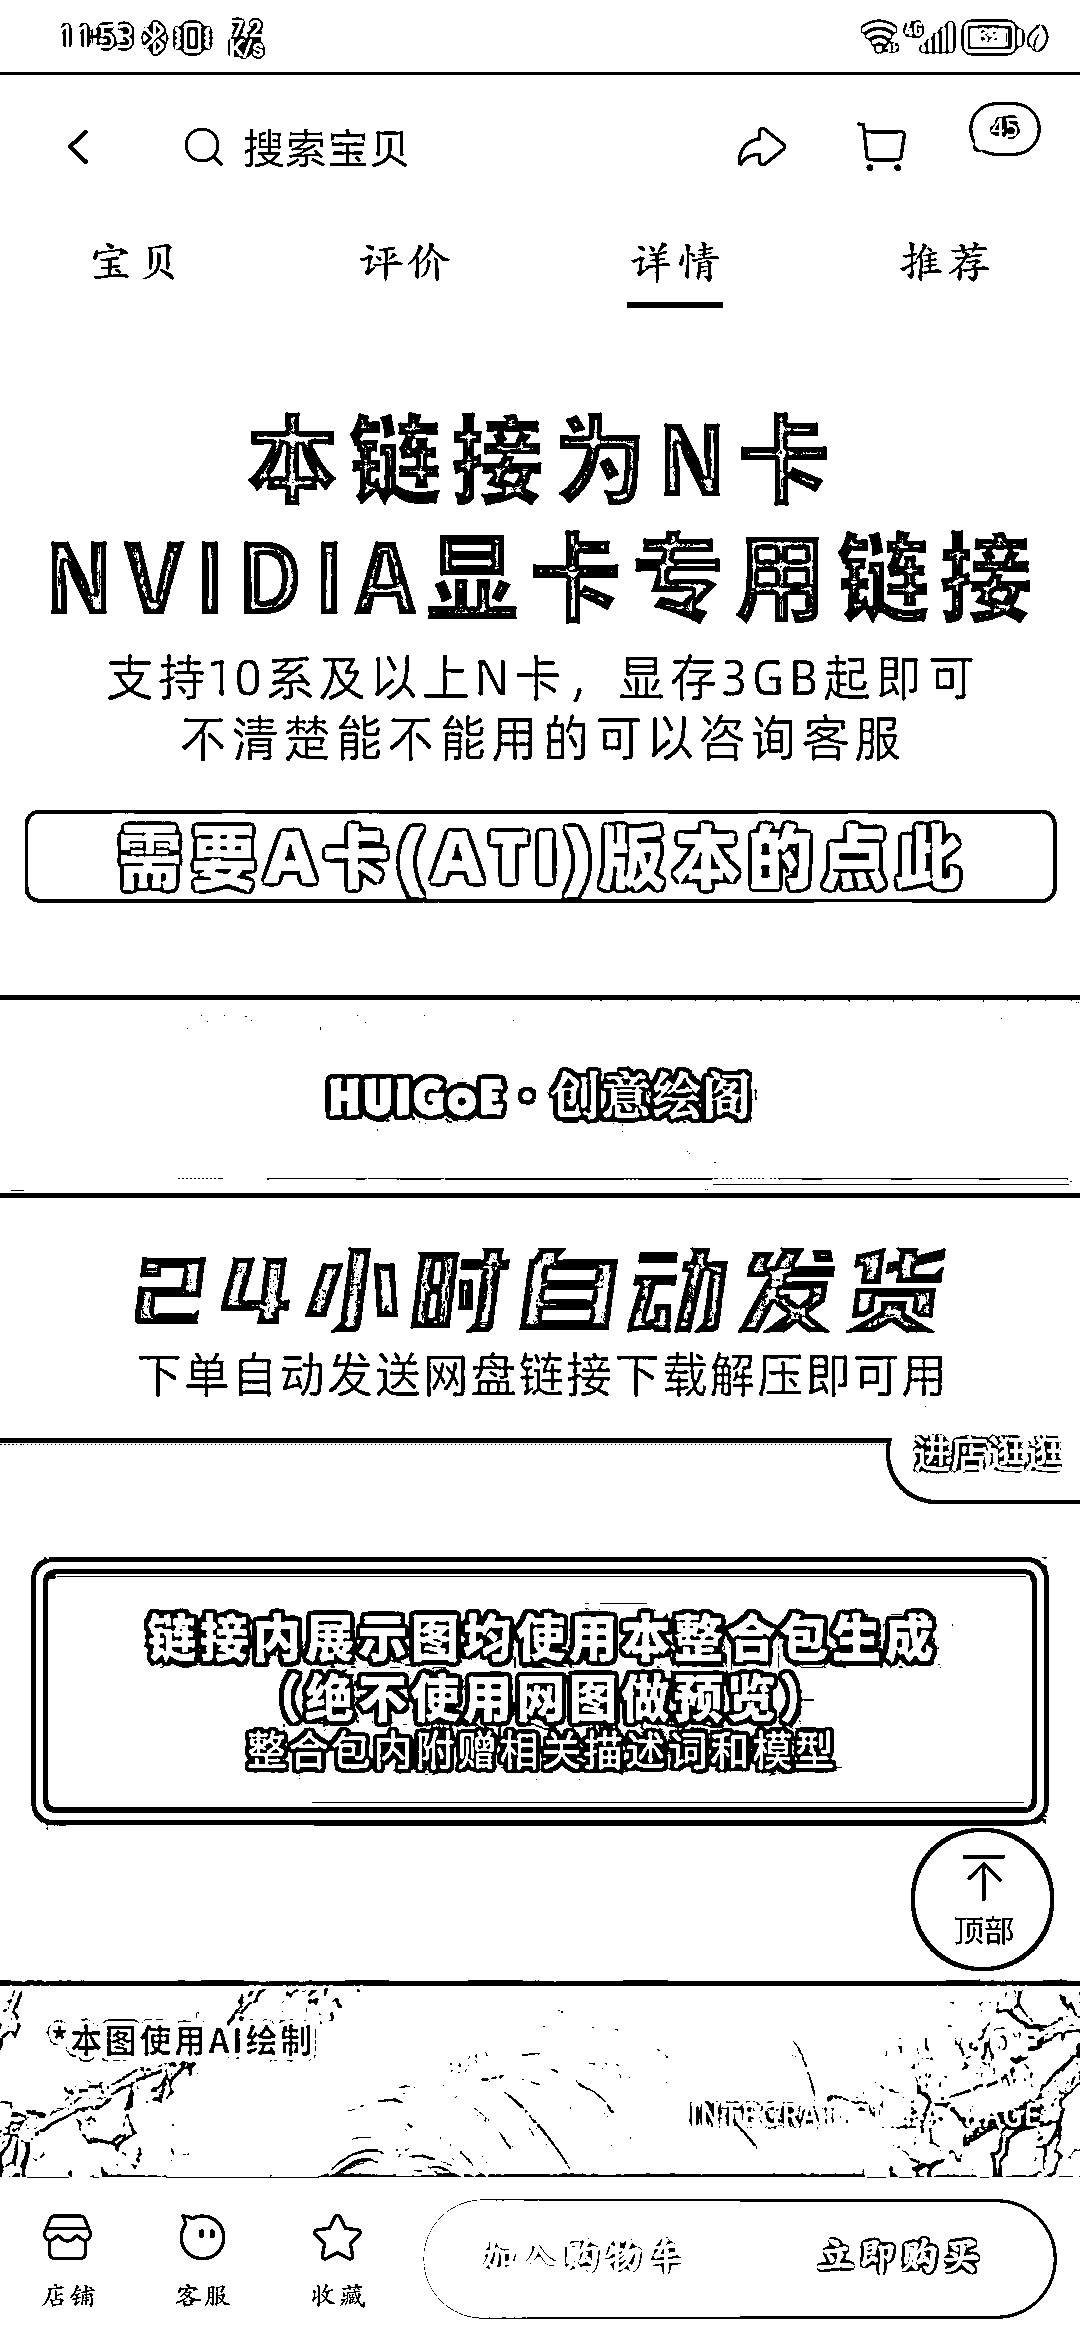 11:53 7.2 K/s 4G
搜索宝贝 45
宝贝 评价 详情 推荐
本链接为N卡
NVIDIA显卡专用链接
支持10系及以上N卡，显存3GB起即可
不清楚能不能用的可以咨询客服
需要A卡(ATI)版本的点此
HUIGoE·创意绘阁
24小时自动发货
下单自动发送网盘链接下载解压即可用
进店逛逛
链接内展示图均使用本整合包生成
（绝不使用网图做预览）
整合包内附赠相关描述词和模型
顶部
*本图使用AI绘制
店铺 客服 收藏 加入购物车 立即购买